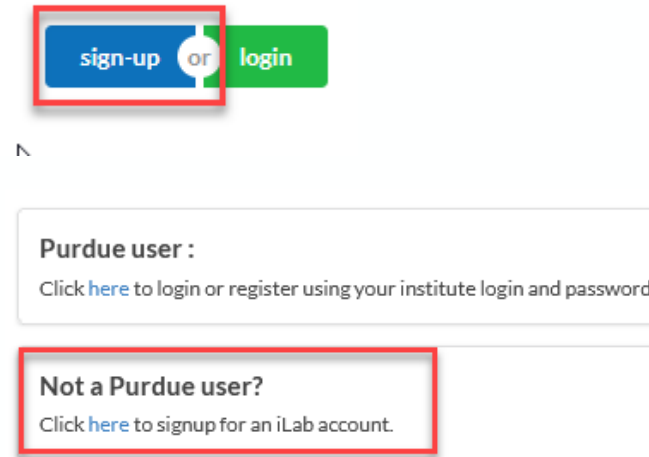 sign-up or login
Purdue user :
Click here to login or register using your institute login and password
Not a Purdue user?
Click here to signup for an iLab account.